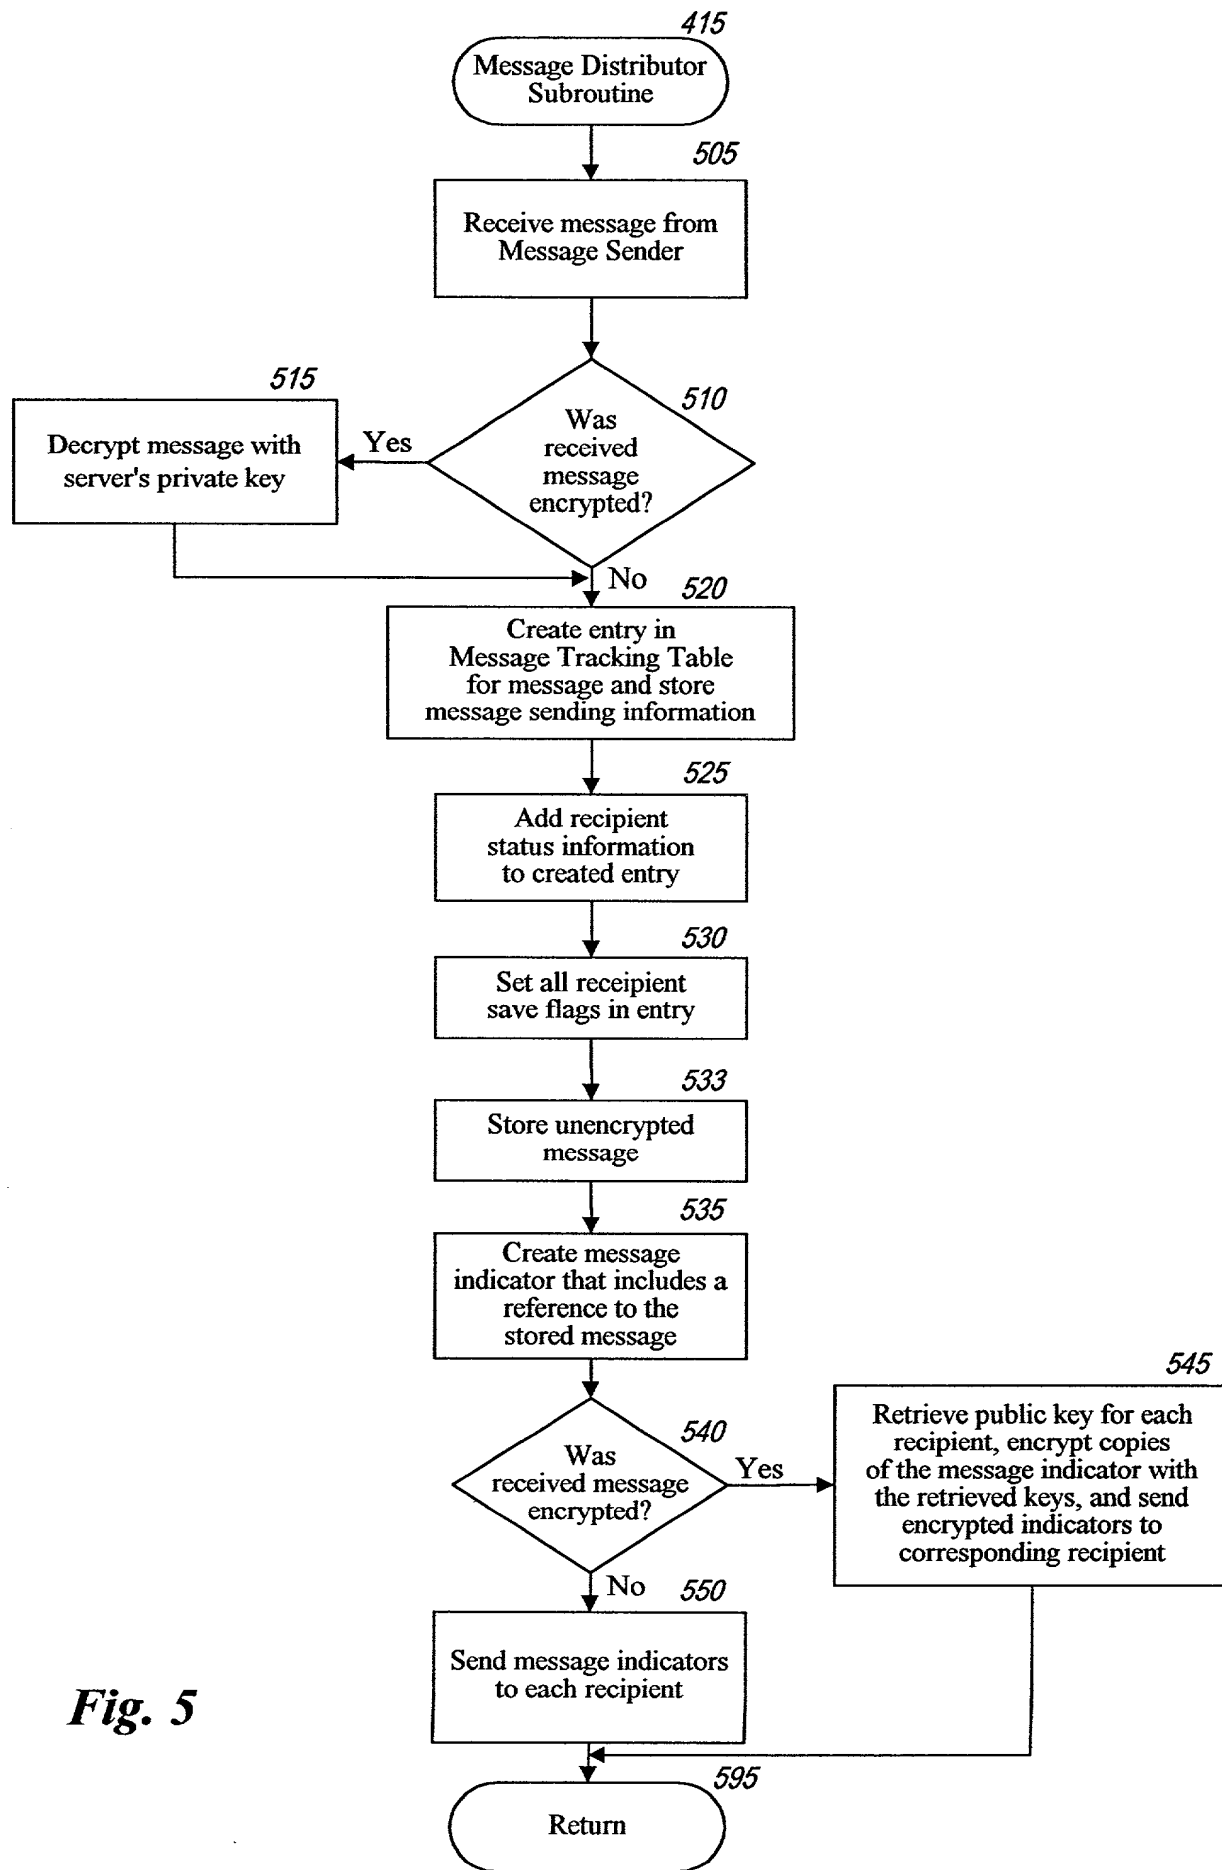 415
Message Distributor
Subroutine
505
Receive message from
Message Sender
510
Was
received
message
encrypted?
Yes
515
Decrypt message with
server's private key
No
520
Create entry in
Message Tracking Table
for message and store
message sending information
525
Add recipient
status information
to created entry
530
Set all receipient
save flags in entry
533
Store unencrypted
message
535
Create message
indicator that includes a
reference to the
stored message
540
Was
received message
encrypted?
Yes
545
Retrieve public key for each
recipient, encrypt copies
of the message indicator with
the retrieved keys, and send
encrypted indicators to
corresponding recipient
No
550
Send message indicators
to each recipient
595
Return
Fig. 5